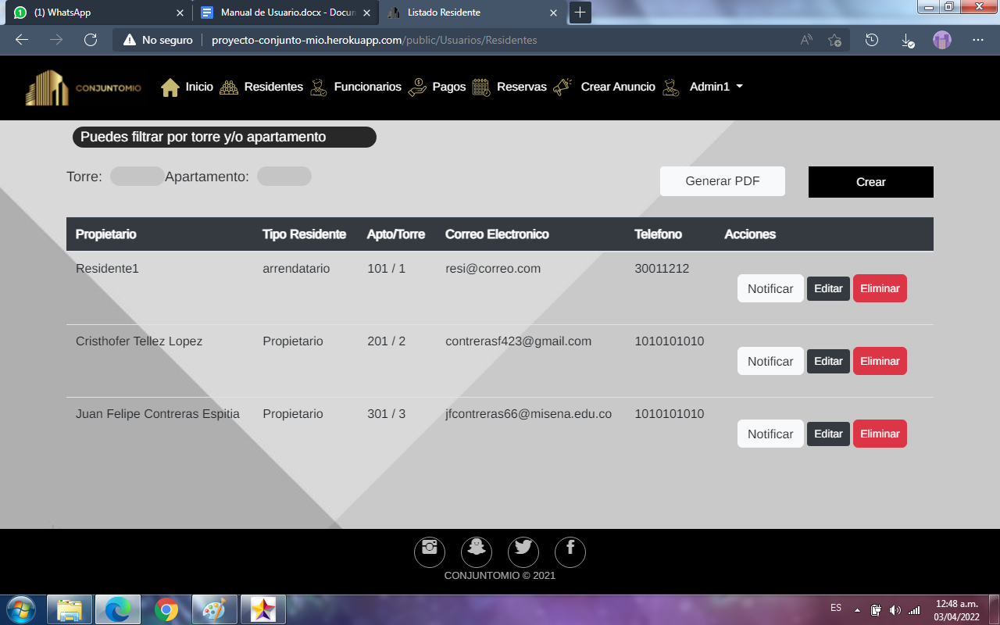 (1) WhatsApp
Manual de Usuario.docx - Docun
Listado Residente
No seguro
proyecto-conjunto-mio.herokuapp.com/public/Usuarios/Residentes
CONJUNTOMIO
Inicio
Residentes
Funcionarios
Pagos
Reservas
Crear Anuncio
Admin1
Puedes filtrar por torre y/o apartamento
Torre:
Apartamento:
Generar PDF
Crear
Propietario Tipo Residente Apto/Torre Correo Electronico Telefono Acciones
Residente1 arrendatario 101 / 1 resi@correo.com 30011212
Notificar Editar Eliminar
Cristhofer Tellez Lopez Propietario 201 / 2 contrerasf423@gmail.com 1010101010
Notificar Editar Eliminar
Juan Felipe Contreras Espitia Propietario 301 / 3 jfcontreras66@misena.edu.co 1010101010
Notificar Editar Eliminar
CONJUNTOMIO © 2021
ES
12:48 a.m.
03/04/2022